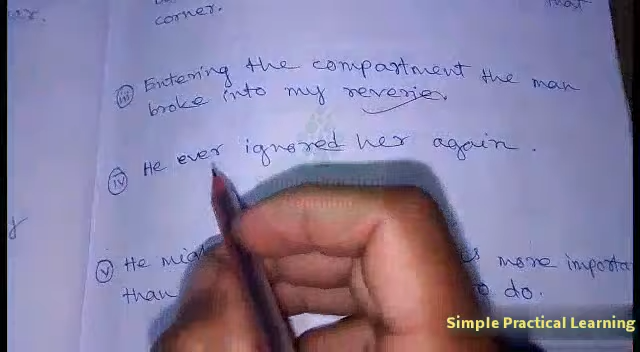 corner.
that
(iii) Entering the compartment the man
broke into my reverie.
(iv) He ever ignored her again.
(v) He more
than do.
Simple Practical Learning